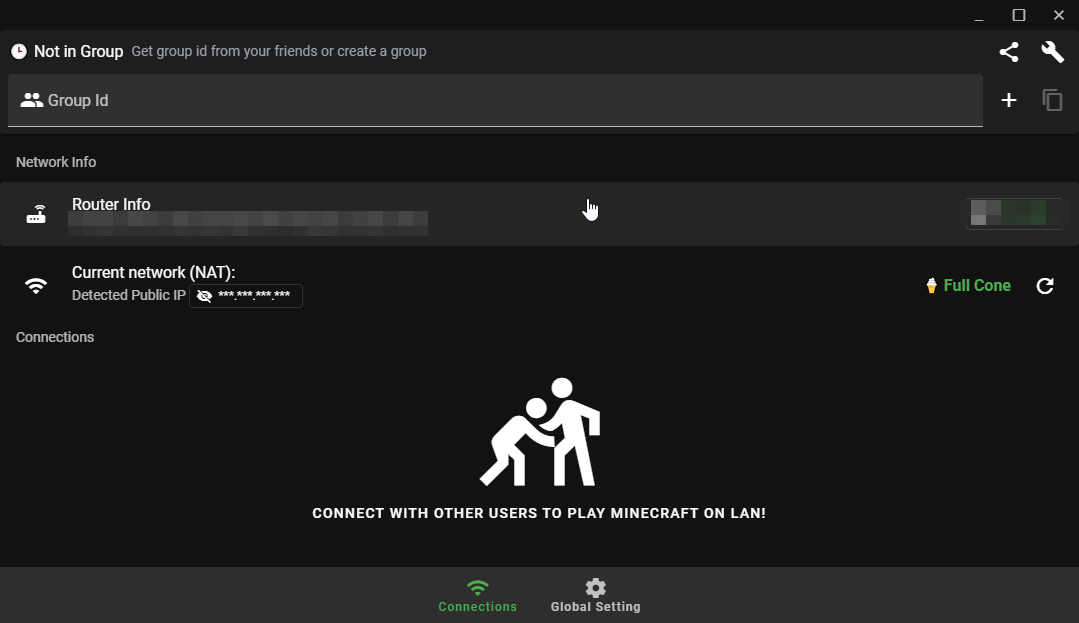 Not in Group Get group id from your friends or create a group
Group Id
Network Info
Router Info
Current network (NAT):
Detected Public IP ***.***.***.***
Full Cone
Connections
CONNECT WITH OTHER USERS TO PLAY MINECRAFT ON LAN!
Connections Global Setting